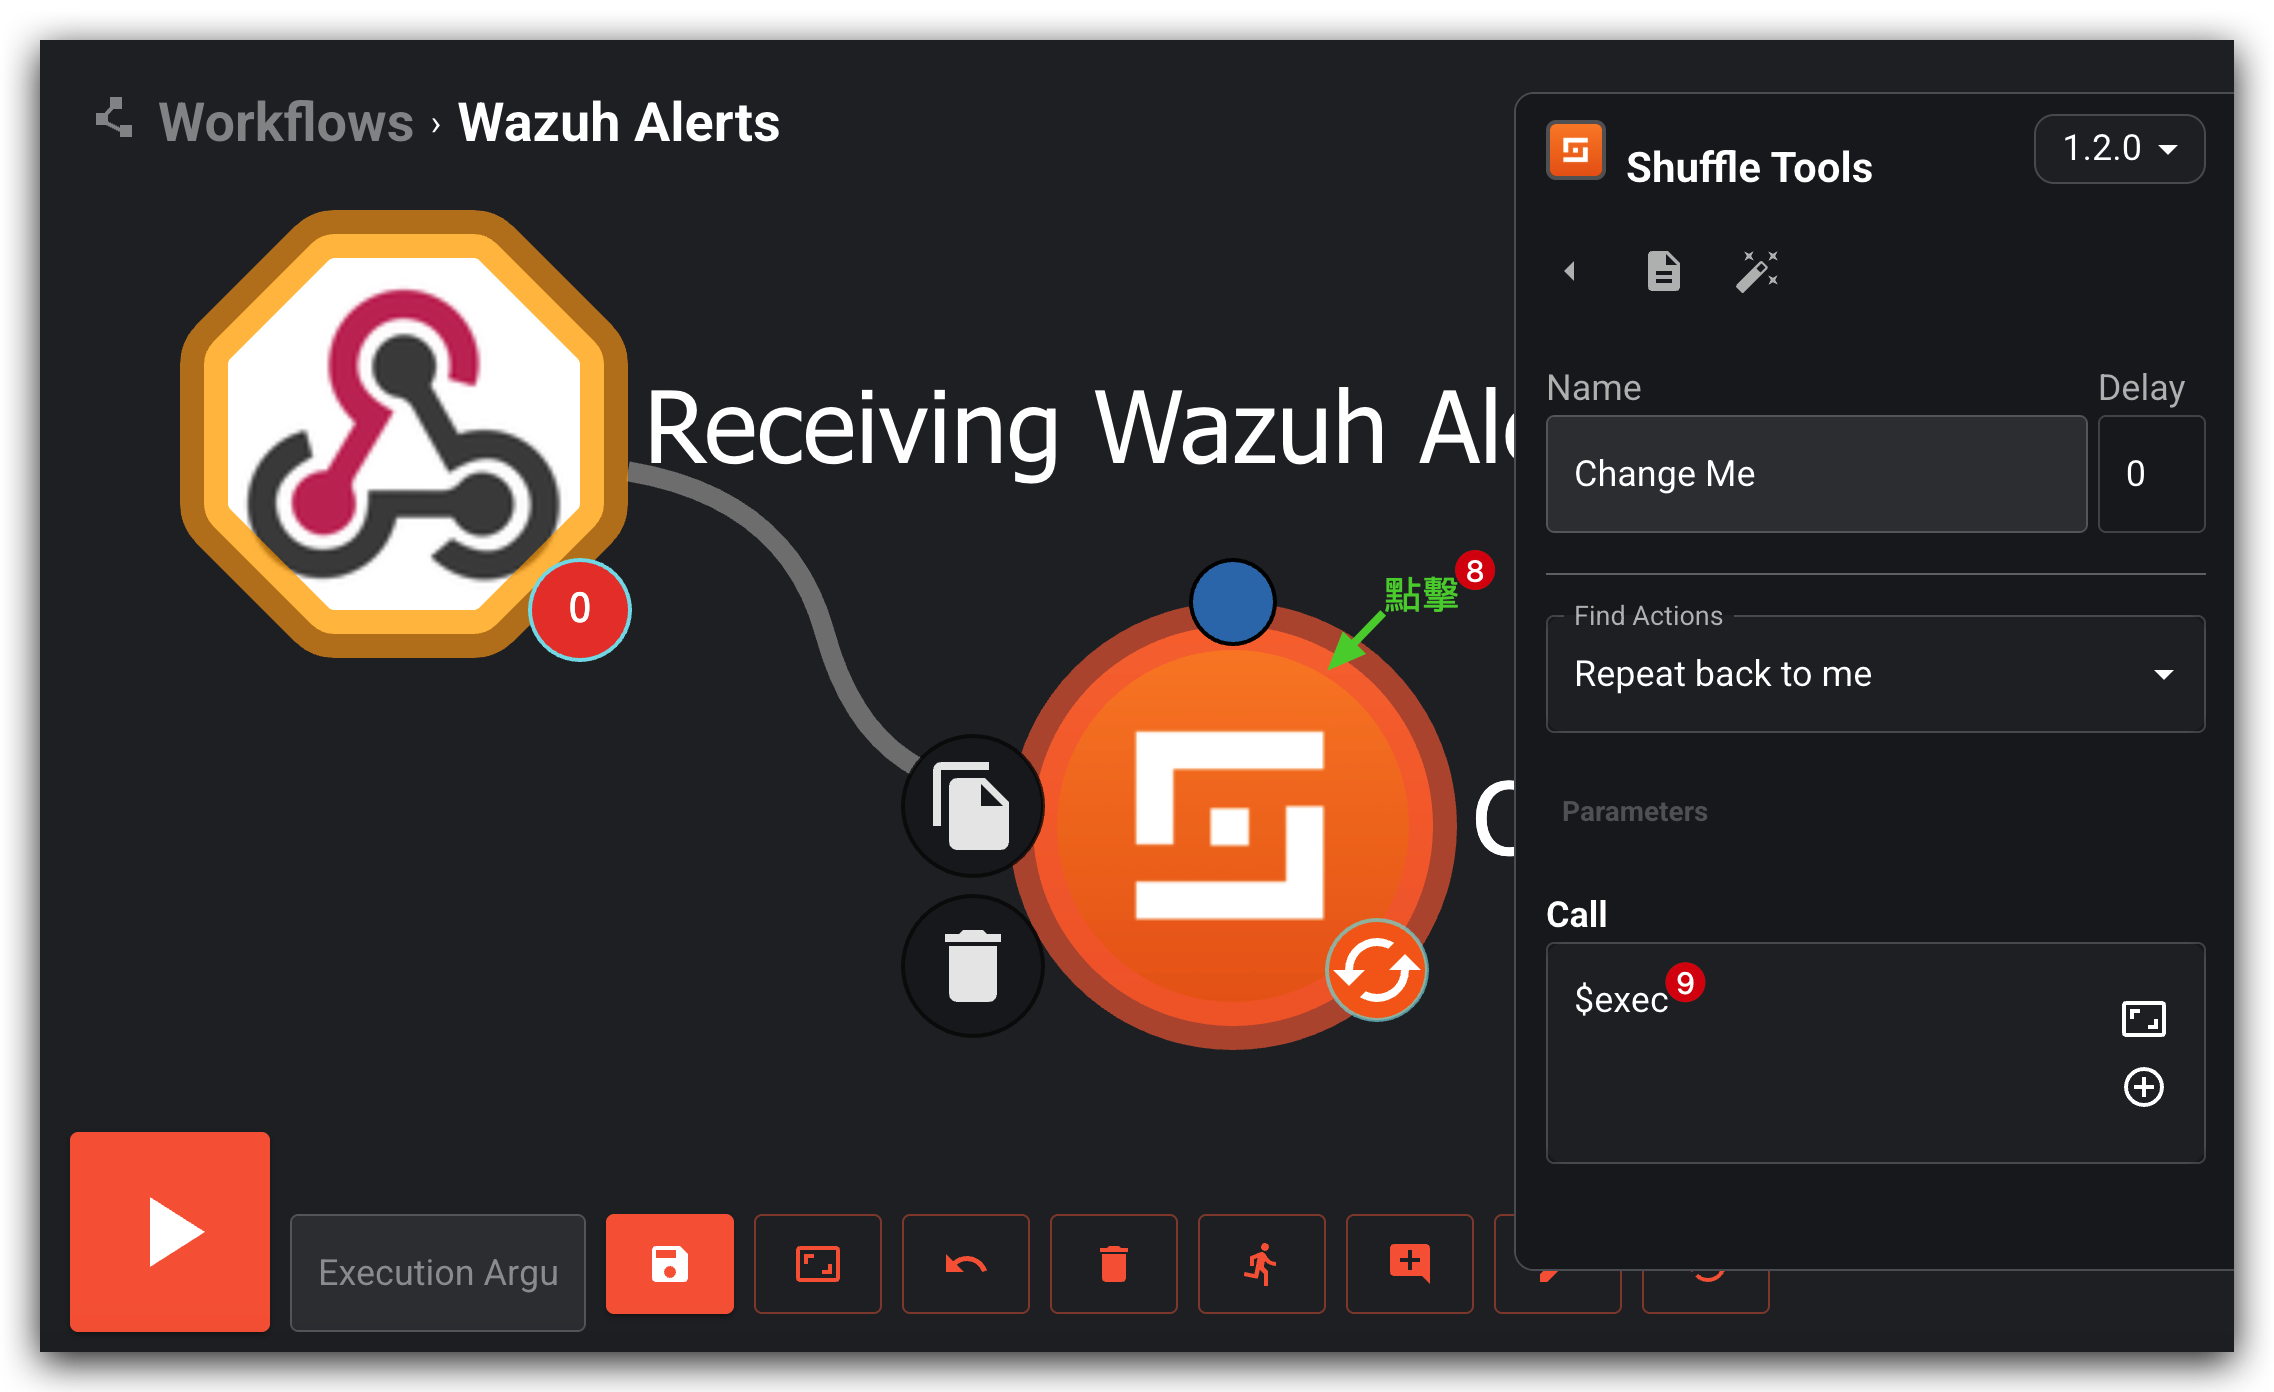 Workflows › Wazuh Alerts
Shuffle Tools
1.2.0
Name
Delay
Change Me
0
Receiving Wazuh Al
0
點擊
8
Find Actions
Repeat back to me
Parameters
Call
$exec
9
Execution Argu